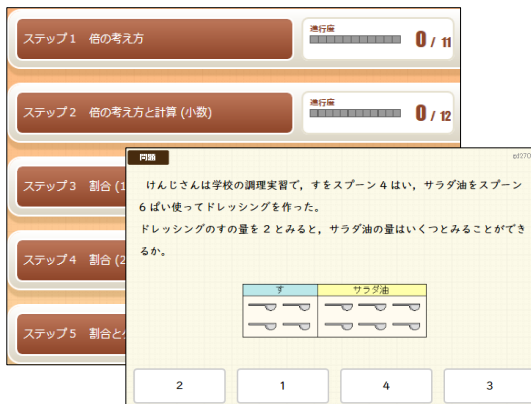 ステップ1 倍の考え方
進行度
0 / 11
ステップ2 倍の考え方と計算 (小数)
進行度
0 / 12
ステップ3 割合 (1
ステップ4 割合 (2
ステップ5 割合と
問題
けんじさんは学校の調理実習で，すをスプーン4はい，サラダ油をスプーン
6ぱい使ってドレッシングを作った。
ドレッシングのすの量を2とみると，サラダ油の量はいくつとみることができ
るか。
す サラダ油
2 1 4 3